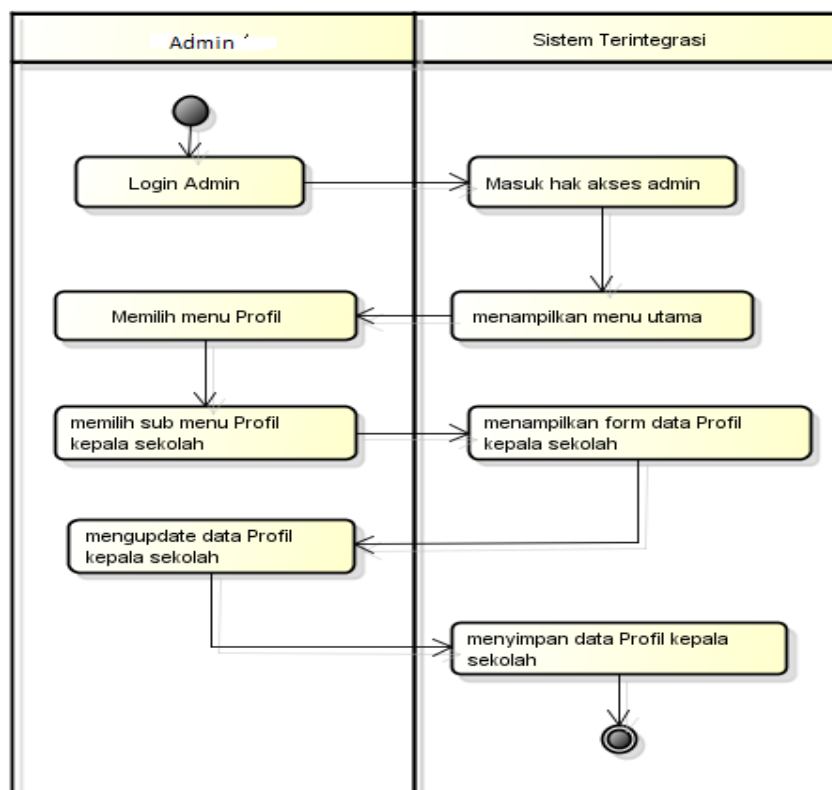 Admin
Sistem Terintegrasi
Login Admin
Masuk hak akses admin
Memilih menu Profil
menampilkan menu utama
memilih sub menu Profil
kepala sekolah
menampilkan form data Profil
kepala sekolah
mengupdate data Profil
kepala sekolah
menyimpan data Profil kepala
sekolah